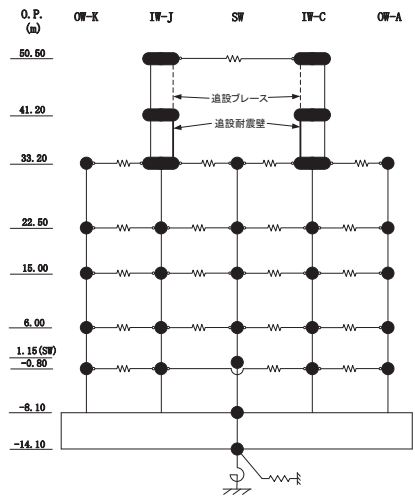 O.P.
(m)
OW-K
IW-J
SW
IW-C
OW-A
50.50
追設ブレース
41.20
追設耐震壁
33.20
22.50
15.00
6.00
1.15(SW)
-0.80
-8.10
-14.10